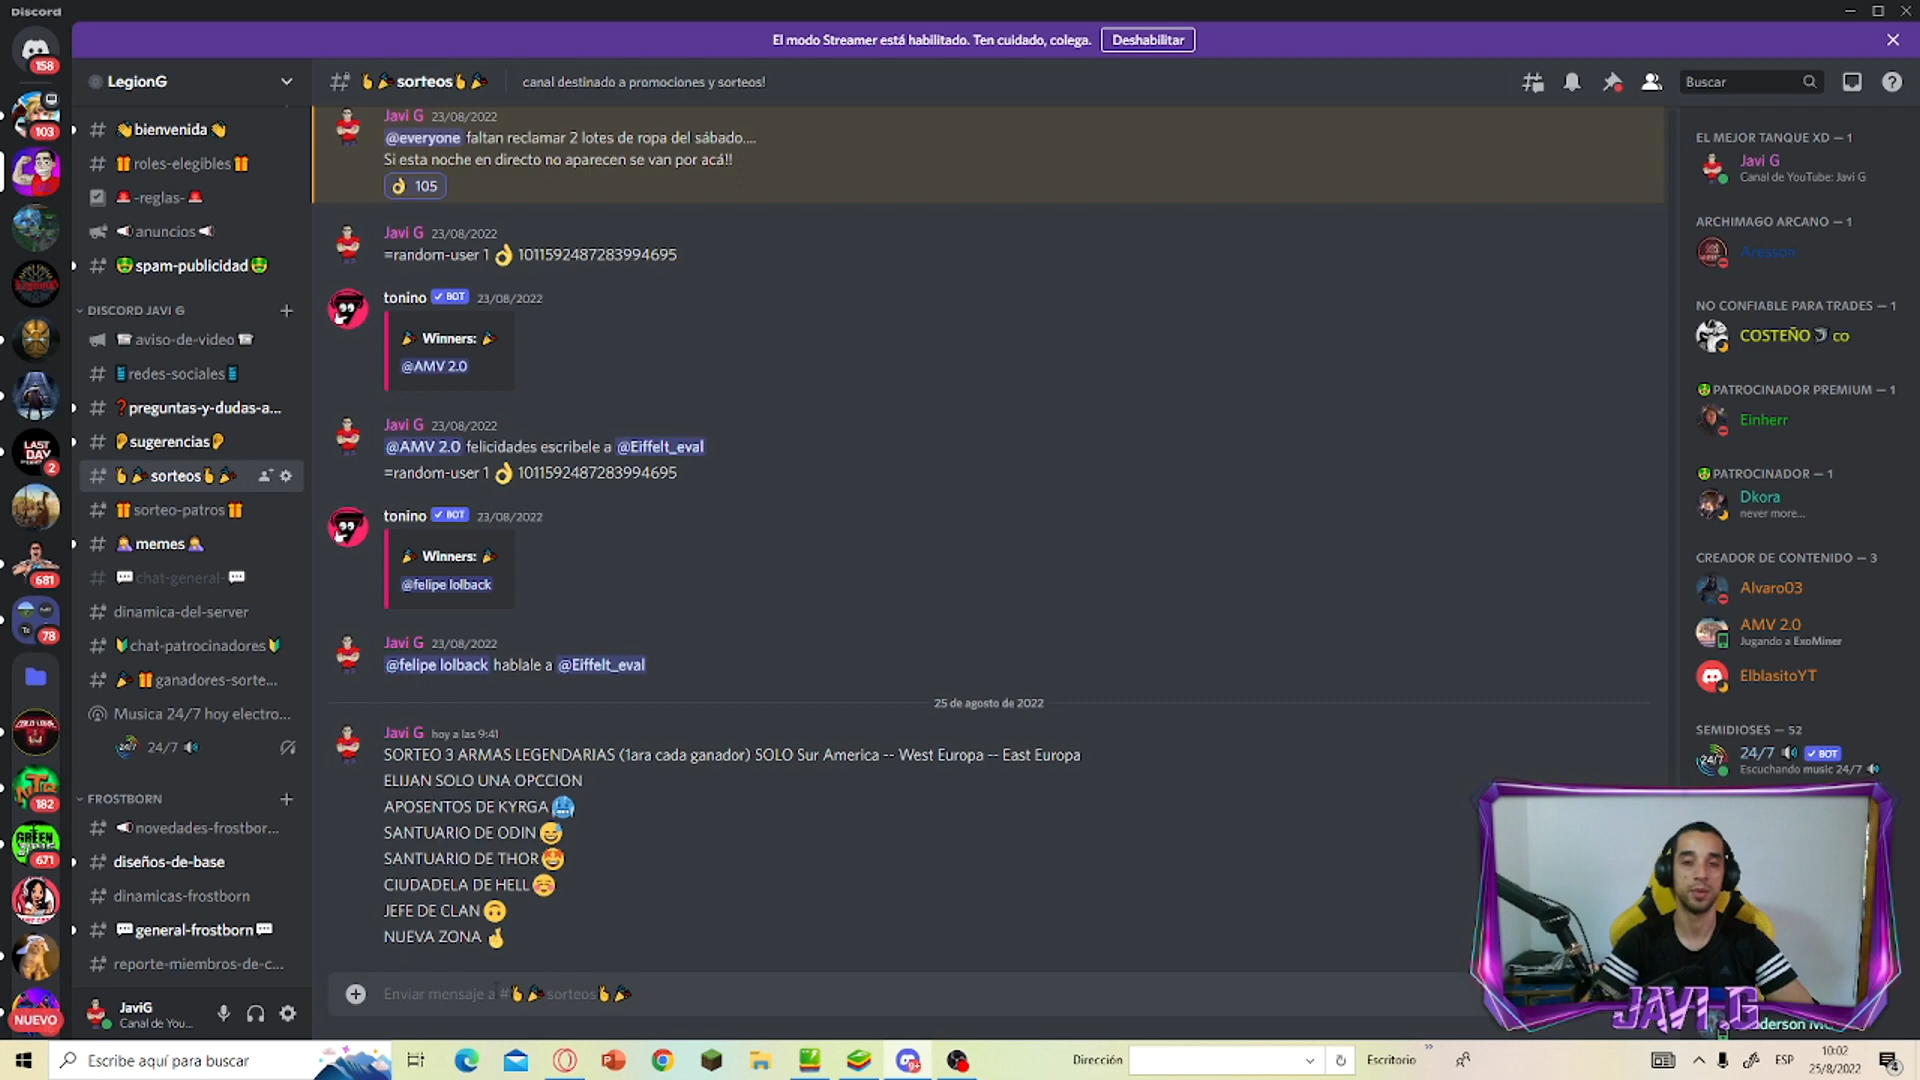 Discord
El modo Streamer está habilitado. Ten cuidado, colega.
Deshabilitar
158
103
LAST DAY
2
681
78
182
GREEN
671
NUEVO
LegionG
# bienvenida
# roles-elegibles
-reglas-
anuncios
# spam-publicidad
DISCORD JAVI G
aviso-de-video
# redes-sociales
# ❓preguntas-y-dudas-a...
# sugerencias
# sorteos
# sorteo-patros
# memes
# chat-general-
# dinamica-del-server
# chat-patrocinadores
# ganadores-sorte...
Musica 24/7 hoy electro...
24/7
FROSTBORN
# novedades-frostbor...
# diseños-de-base
# dinamicas-frostborn
# general-frostborn
# reporte-miembros-de-c...
JaviG
Canal de You...
# sorteos
canal destinado a promociones y sorteos!
Buscar
Javi G 23/08/2022
@everyone faltan reclamar 2 lotes de ropa del sábado....
Si esta noche en directo no aparecen se van por acá!!
👌 105
Javi G 23/08/2022
=random-user 1 👌 1011592487283994695
tonino ✓ BOT 23/08/2022
🎉 Winners: 🎉
@AMV 2.0
Javi G 23/08/2022
@AMV 2.0 felicidades escribele a @Eiffelt_eval
=random-user 1 👌 1011592487283994695
tonino ✓ BOT 23/08/2022
🎉 Winners: 🎉
@felipe lolback
Javi G 23/08/2022
@felipe lolback hablale a @Eiffelt_eval
25 de agosto de 2022
Javi G hoy a las 9:41
SORTEO 3 ARMAS LEGENDARIAS (1ara cada ganador) SOLO Sur America -- West Europa -- East Europa
ELIJAN SOLO UNA OPCCION
APOSENTOS DE KYRGA 🥶
SANTUARIO DE ODIN 😅
SANTUARIO DE THOR 🤩
CIUDADELA DE HELL ☺️
JEFE DE CLAN 🙃
NUEVA ZONA 🤞
Enviar mensaje a # sorteos
EL MEJOR TANQUE XD — 1
Javi G
Canal de YouTube: Javi G
ARCHIMAGO ARCANO — 1
Aresson
NO CONFIABLE PARA TRADES — 1
COSTEÑO co
PATROCINADOR PREMIUM — 1
Einherr
PATROCINADOR — 1
Dkora
never more...
CREADOR DE CONTENIDO — 3
Alvaro03
AMV 2.0
Jugando a ExoMiner
ElblasitoYT
SEMIDIOSES — 52
24/7 ✓ BOT
Escuchando music 24/7
JAVI G
Escribe aquí para buscar
Dirección
Escritorio
ESP
10:02
25/8/2022
4